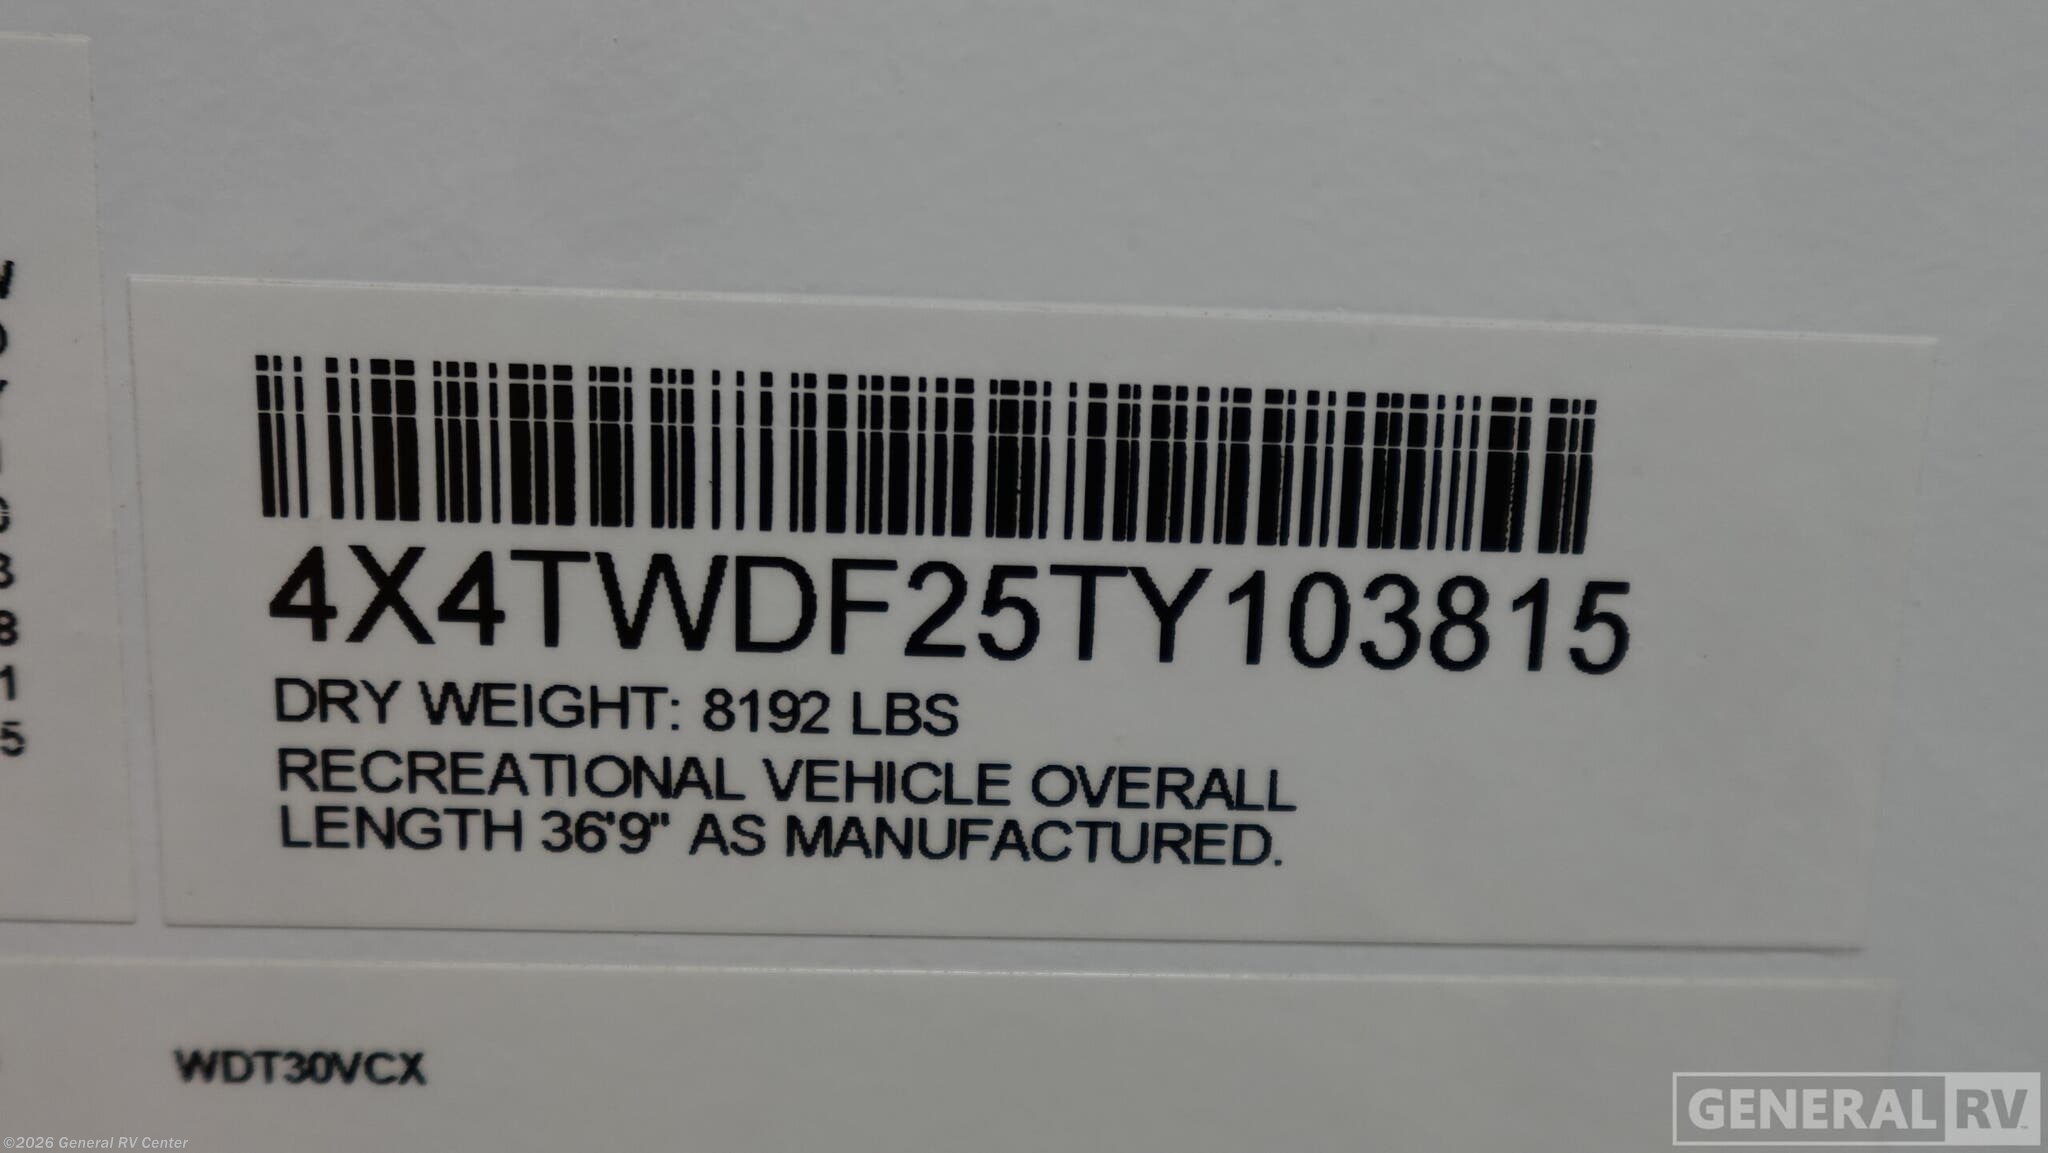 4X4TWDF25TY103815
DRY WEIGHT: 8192 LBS
RECREATIONAL VEHICLE OVERALL
LENGTH 36'9" AS MANUFACTURED.
WDT30VCX
GENERAL RV
©2026 General RV Center